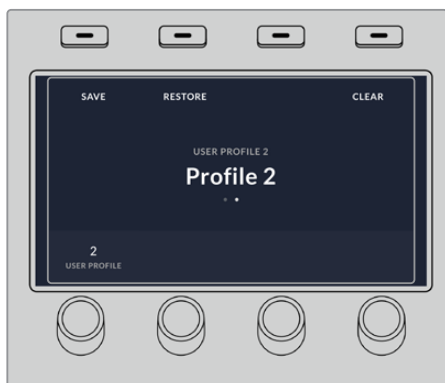 SAVE RESTORE CLEAR
USER PROFILE 2
Profile 2
2
USER PROFILE